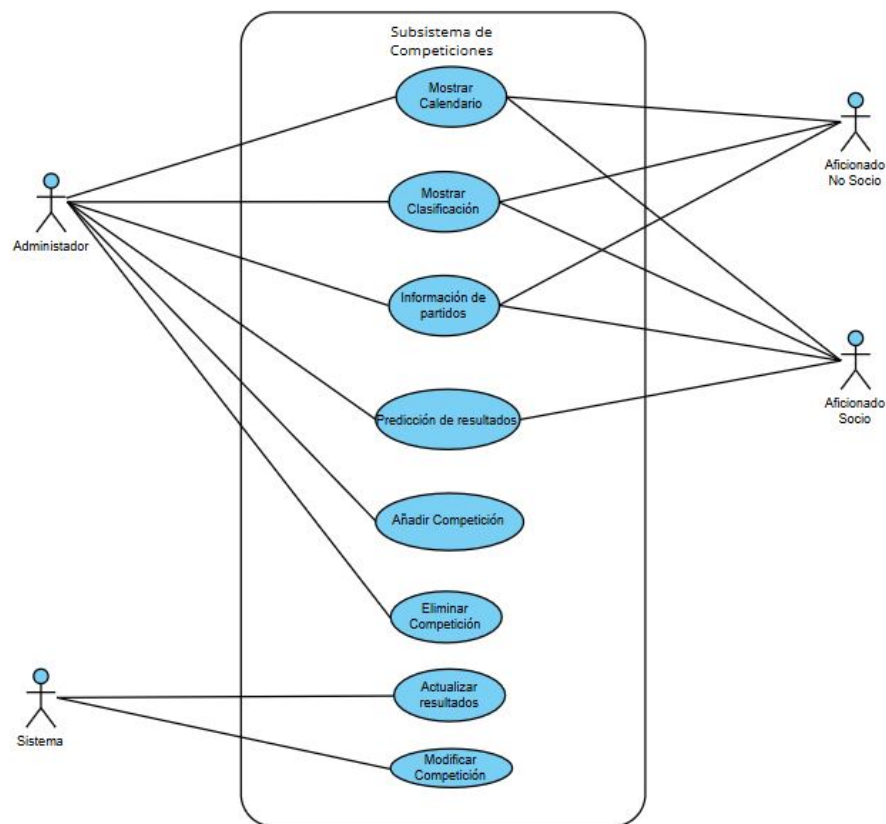 Subsistema de
Competiciones
Mostrar
Calendario
Aficionado
No Socio
Mostrar
Clasificación
Administador
Información de
partidos
Aficionado
Socio
Predicción de resultados
Añadir Competición
Eliminar
Competición
Actualizar
resultados
Sistema
Modificar
Competición